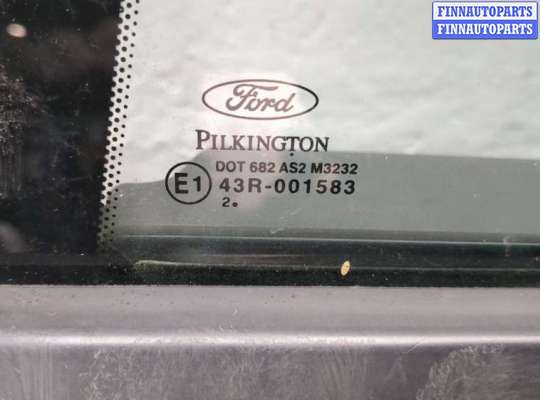 FINNAUTOPARTS
FINNAUTOPARTS
Ford
PILKINGTON
DOT 682 AS2 M3232
E1 43R-001583
2.